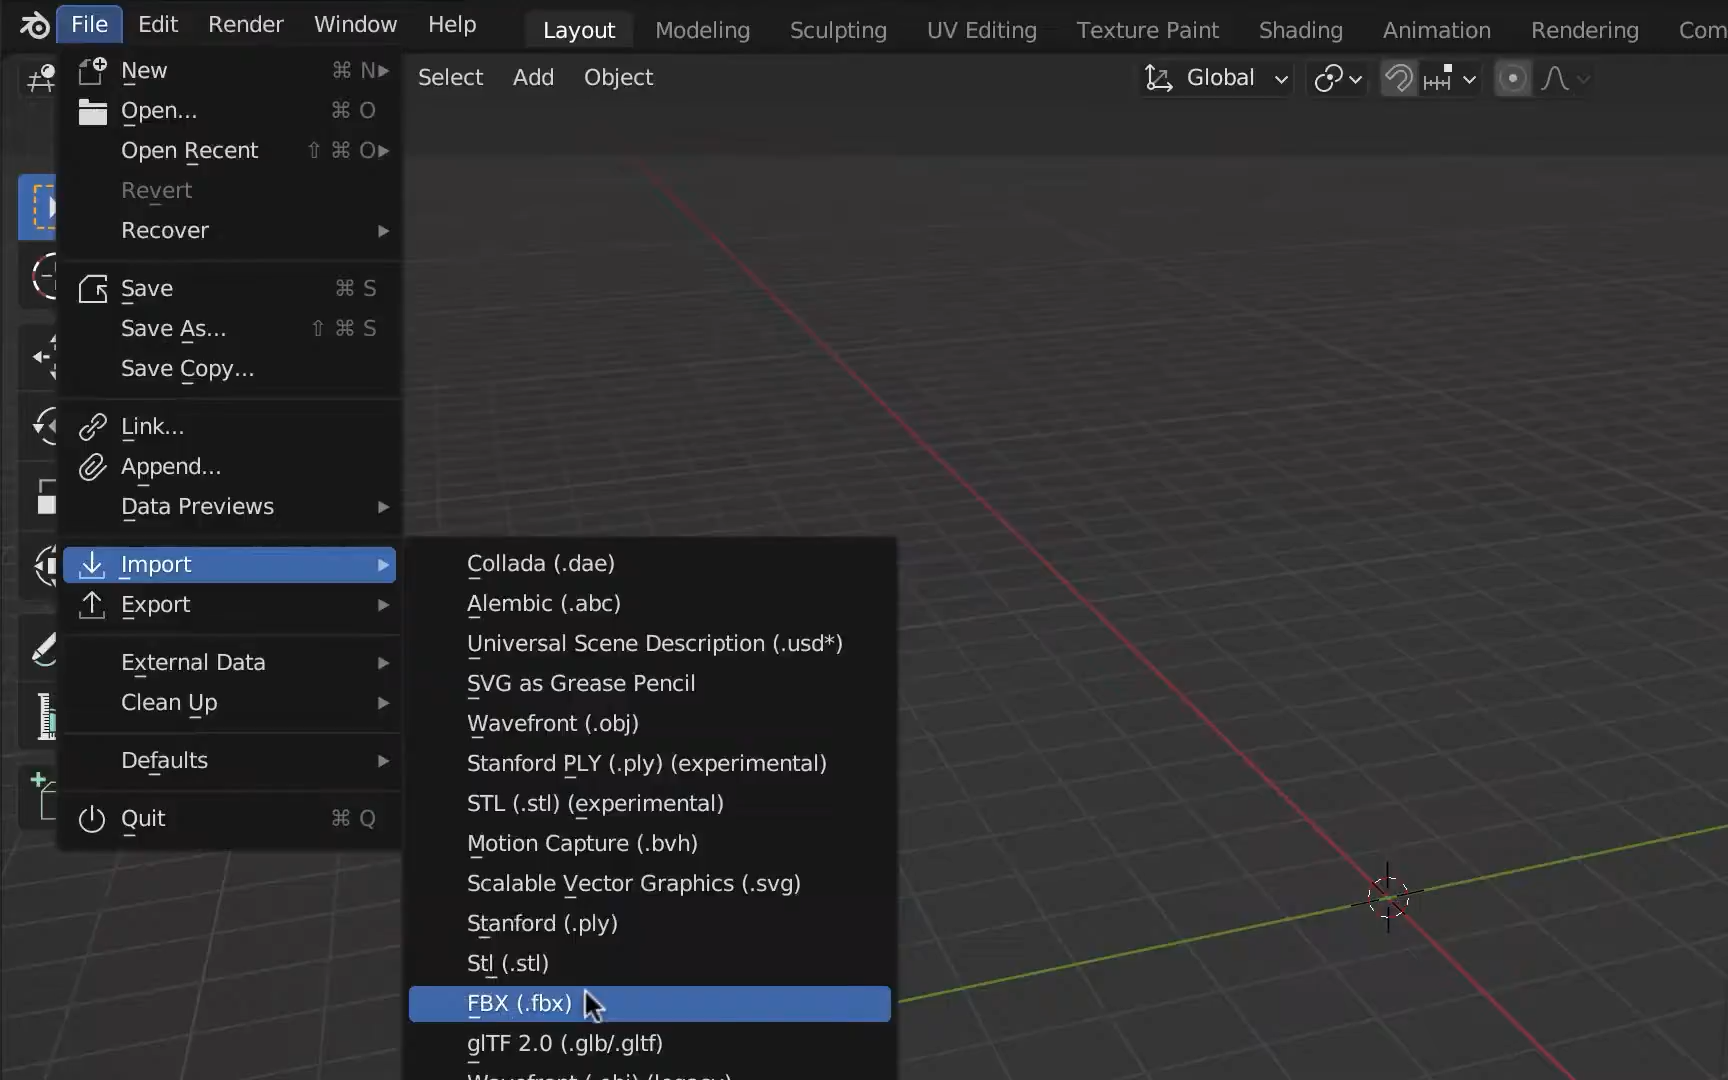 File Edit Render Window Help Layout Modeling Sculpting UV Editing Texture Paint Shading Animation Rendering
Select Add Object Global
New ⌘ N
Open... ⌘ O
Open Recent ⇧ ⌘ O
Revert
Recover
Save ⌘ S
Save As... ⇧ ⌘ S
Save Copy...
Link...
Append...
Data Previews
Import
Export
External Data
Clean Up
Defaults
Quit ⌘ Q
Collada (.dae)
Alembic (.abc)
Universal Scene Description (.usd*)
SVG as Grease Pencil
Wavefront (.obj)
Stanford PLY (.ply) (experimental)
STL (.stl) (experimental)
Motion Capture (.bvh)
Scalable Vector Graphics (.svg)
Stanford (.ply)
Stl (.stl)
FBX (.fbx)
glTF 2.0 (.glb/.gltf)
Wavefront (.obj) (legacy)